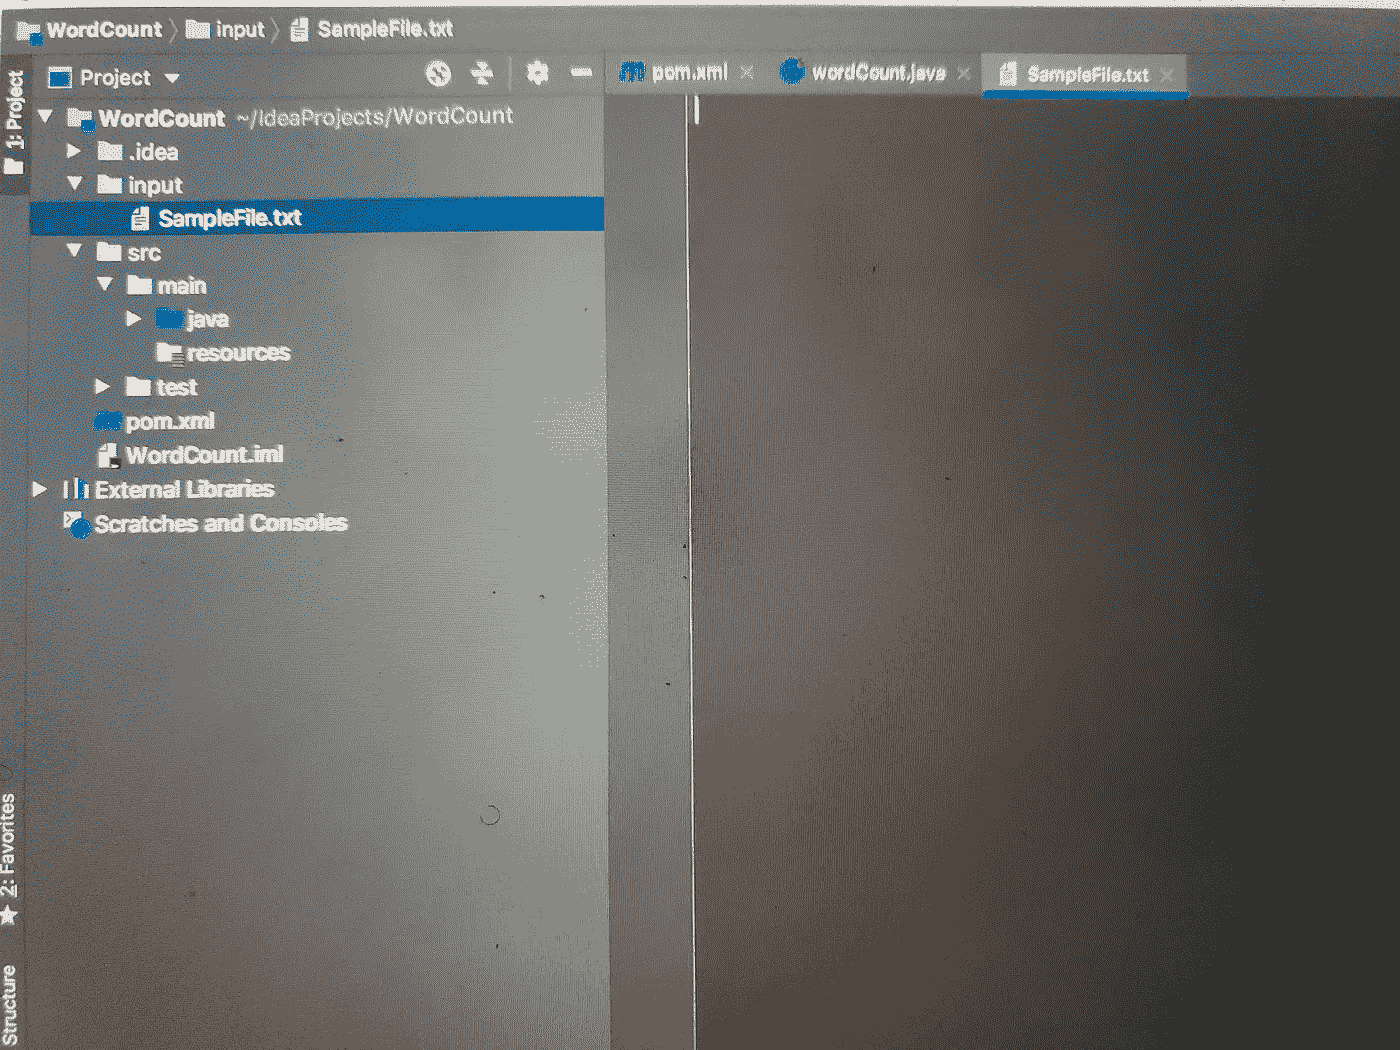 WordCount input SampleFile.txt
1: Project
Project
pom.xml wordCount.java SampleFile.txt
WordCount ~/IdeaProjects/WordCount
.idea
input
SampleFile.txt
src
main
java
resources
test
pom.xml
WordCount.iml
External Libraries
Scratches and Consoles
2: Favorites
Structure